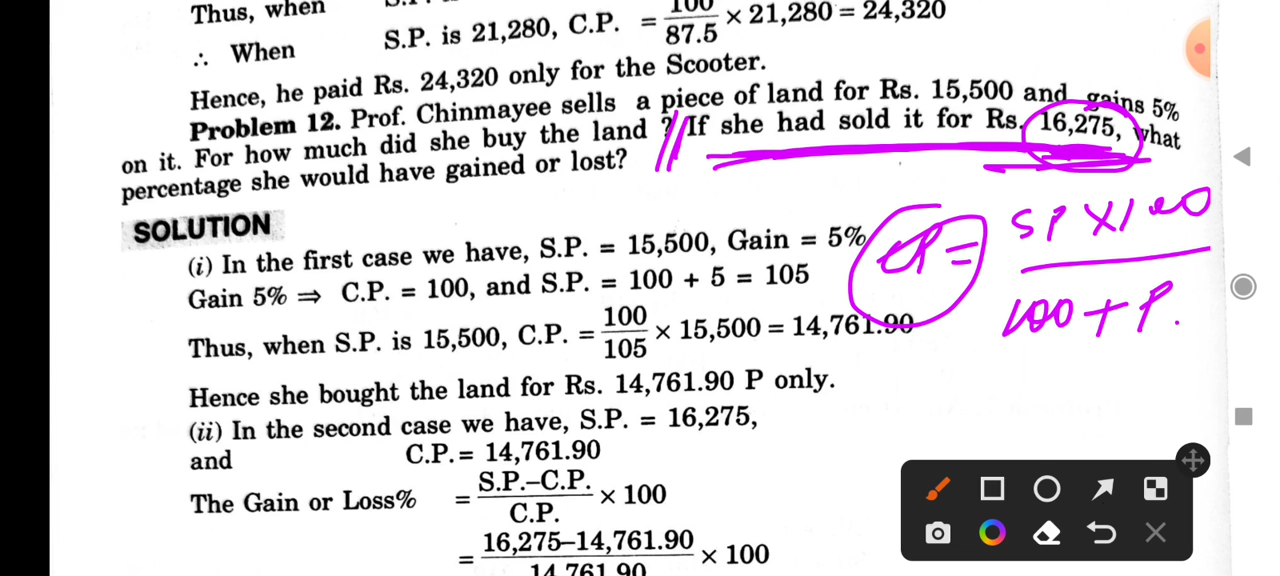 Thus, when
∴ When S.P. is 21,280, C.P. = 100/87.5 × 21,280 = 24,320
Hence, he paid Rs. 24,320 only for the Scooter.
Problem 12. Prof. Chinmayee sells a piece of land for Rs. 15,500 and gains 5%
on it. For how much did she buy the land ? If she had sold it for Rs. 16,275, what
percentage she would have gained or lost?
SOLUTION
(i) In the first case we have, S.P. = 15,500, Gain = 5%
Gain 5% ⇒ C.P. = 100, and S.P. = 100 + 5 = 105
Thus, when S.P. is 15,500, C.P. = 100/105 × 15,500 = 14,761.90
CP = SP X 100
100 + P.
Hence she bought the land for Rs. 14,761.90 P only.
(ii) In the second case we have, S.P. = 16,275,
and C.P. = 14,761.90
The Gain or Loss% = S.P.–C.P./C.P. × 100
= 16,275–14,761.90/14,761.90 × 100